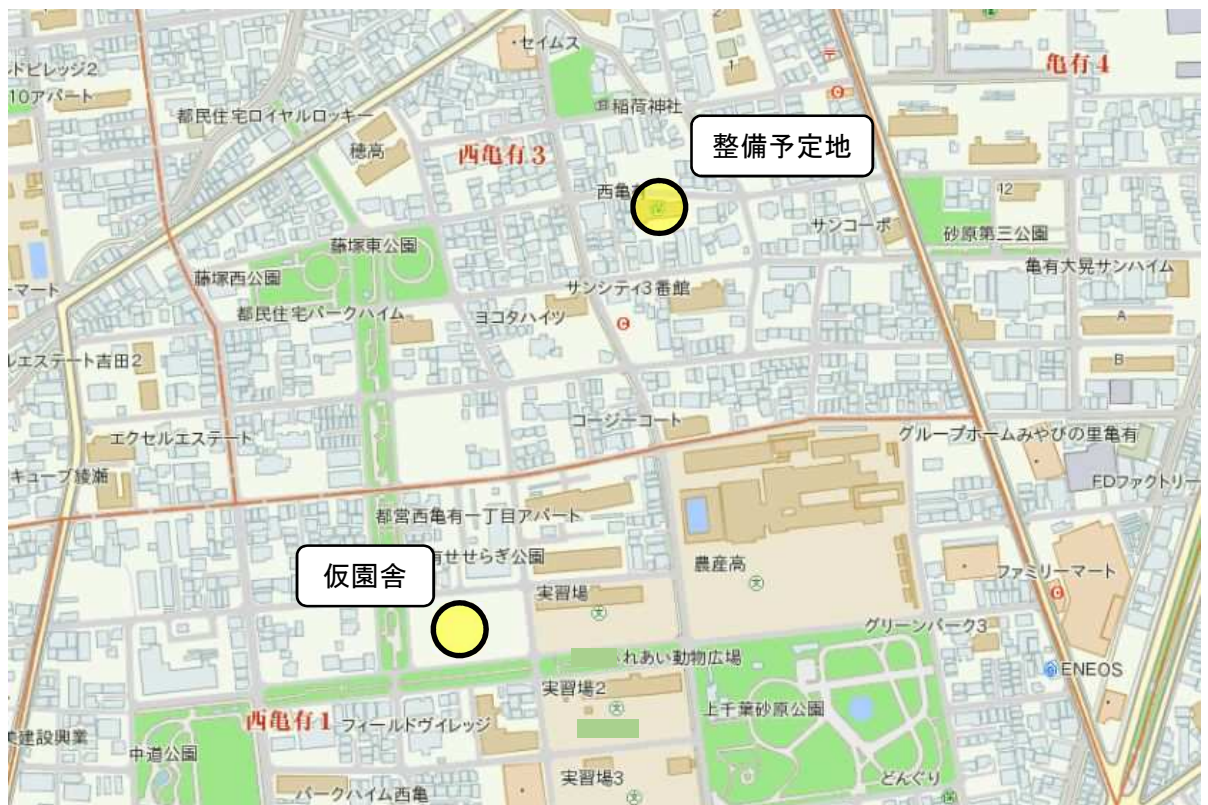 ・セイムス
2
亀有4
ルドビレッジ2
10アパート
1
都民住宅ロイヤルロッキー
稲荷神社
整備予定地
穂高
西亀有3
西亀
12
サンコーポ
砂原第三公園
藤塚東公園
亀有大晃サンハイム
藤塚西公園
サンシティ3番館
ーマート
都民住宅パークハイム
ヨコタハイツ
A
ルエステート吉田2
B
コージーコート
エクセルエステート
グループホームみやびの里亀有
キューブ綾瀬
FDファクトリー
都営西亀有一丁目アパート
有せせらぎ公園
農産高
仮園舎
ファミリーマート
実習場
文
文
グリーンパーク3
れあい動物広場
ENEOS
実習場2
文
上千葉砂原公園
西亀有1
フィールドヴィレッジ
建設興業
中道公園
実習場3
文
どんぐり
パークハイム西亀